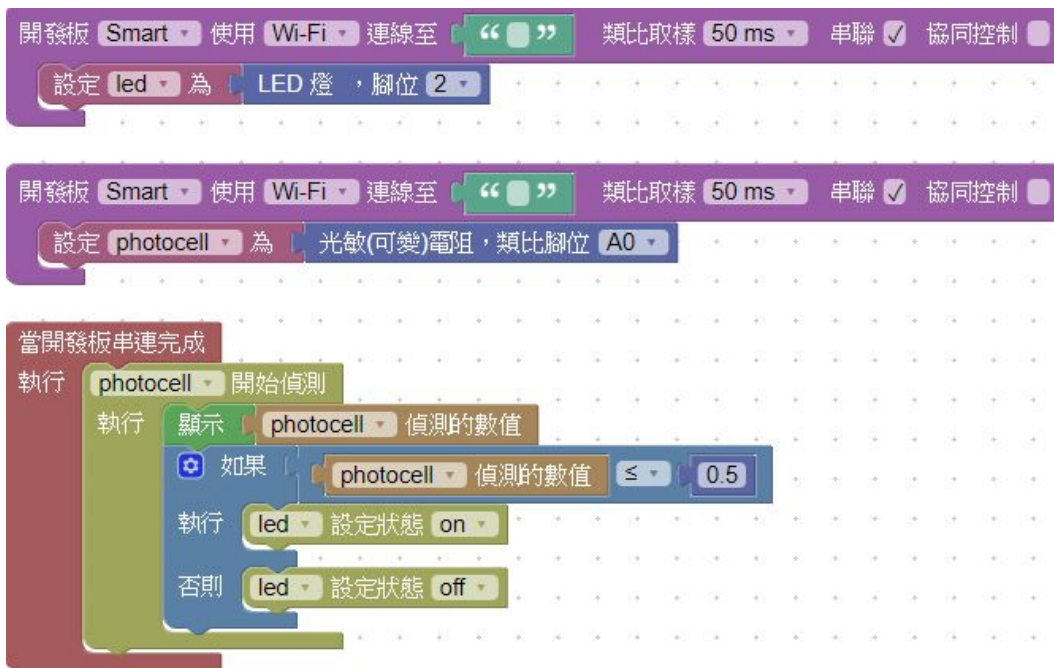 開發板 Smart 使用 Wi-Fi 連線至 “ ” 類比取樣 50 ms 串聯 ✓ 協同控制
設定 led 為 LED 燈 ,腳位 2
開發板 Smart 使用 Wi-Fi 連線至 “ ” 類比取樣 50 ms 串聯 ✓ 協同控制
設定 photocell 為 光敏(可變)電阻,類比腳位 A0
當開發板串連完成
執行 photocell 開始偵測
執行 顯示 photocell 偵測的數值
如果 photocell 偵測的數值 ≤ 0.5
執行 led 設定狀態 on
否則 led 設定狀態 off